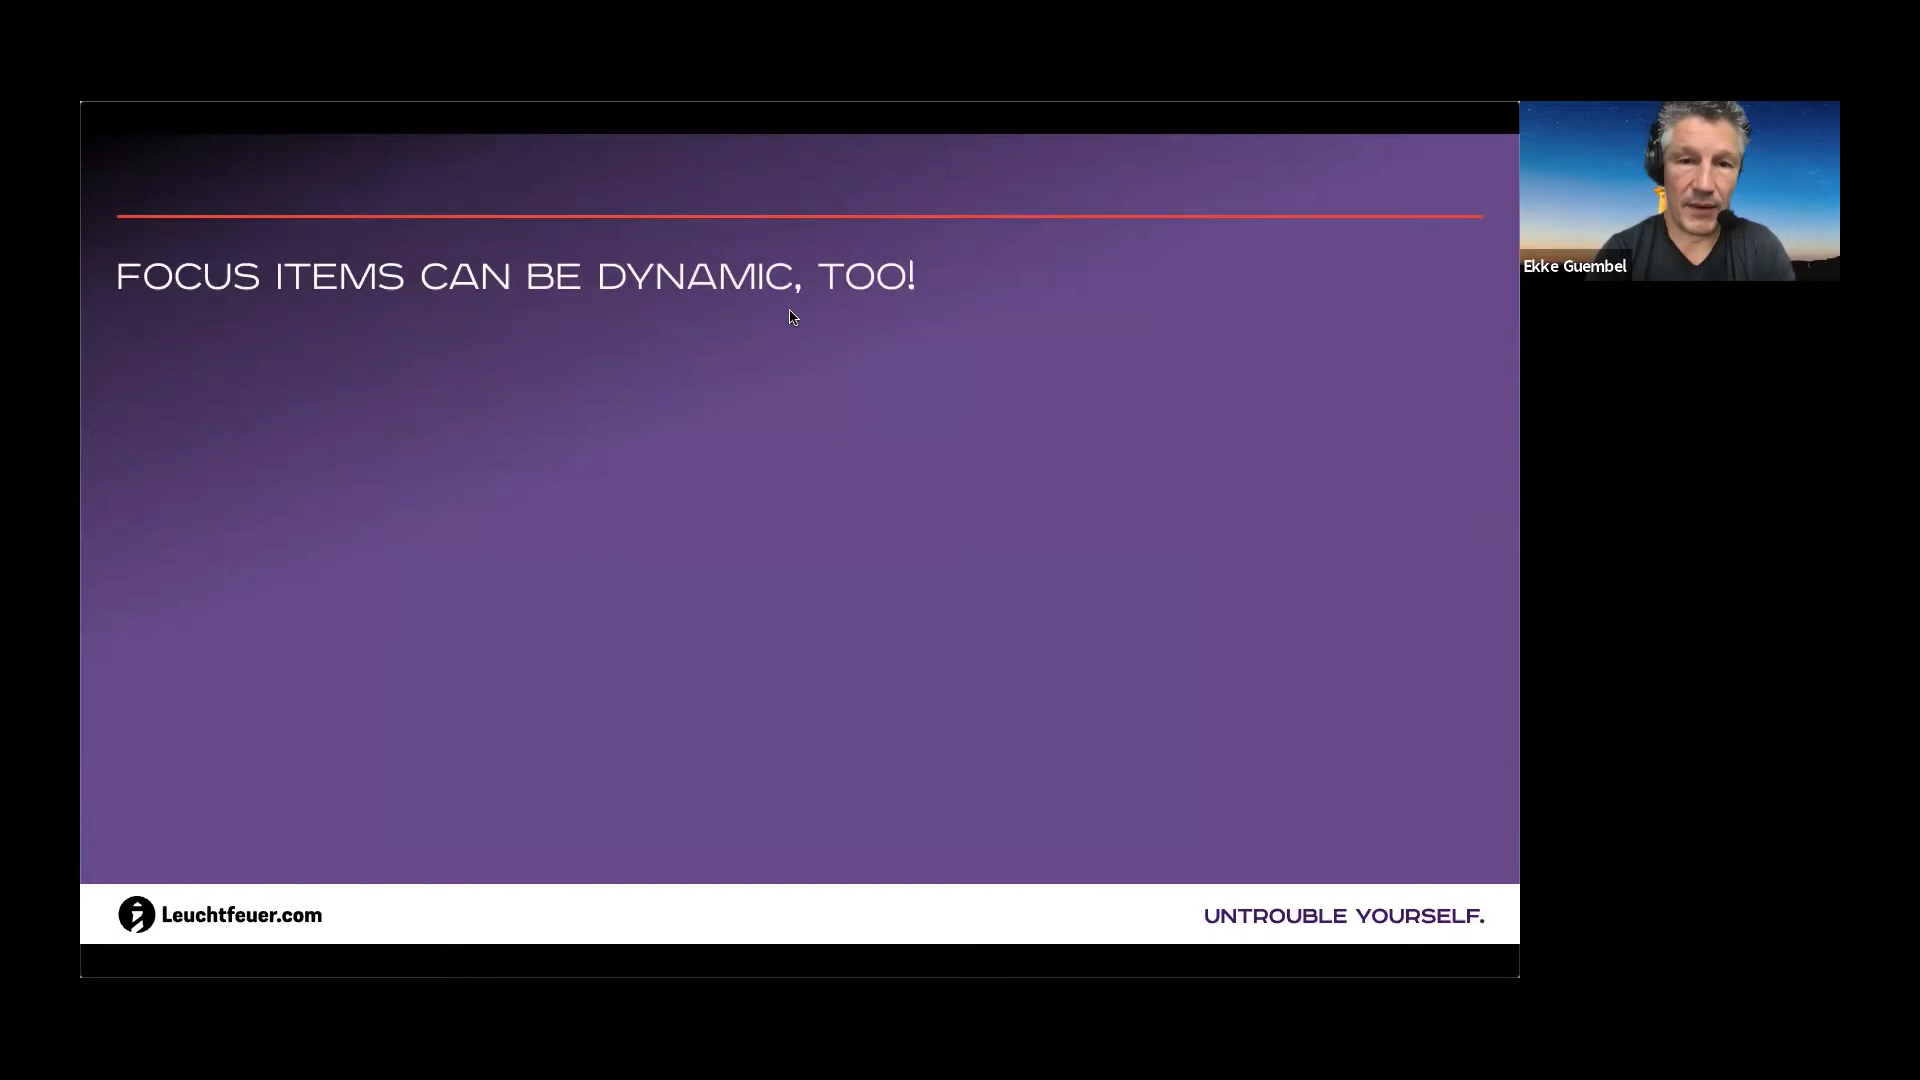 FOCUS ITEMS CAN BE DYNAMIC, TOO!
Ekke Guembel
Leuchtfeuer.com
UNTROUBLE YOURSELF.